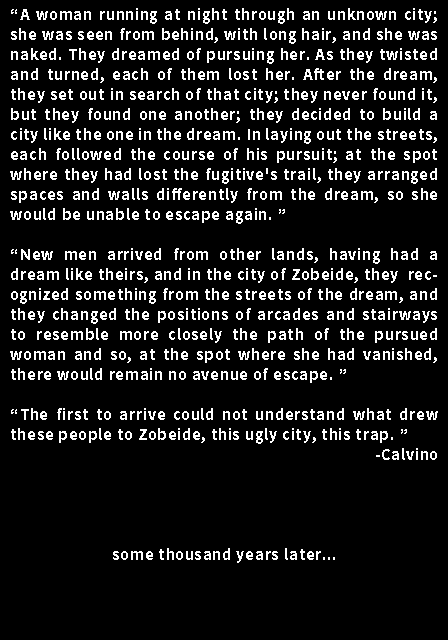 “A woman running at night through an unknown city;
she was seen from behind, with long hair, and she was
naked. They dreamed of pursuing her. As they twisted
and turned, each of them lost her. After the dream,
they set out in search of that city; they never found it,
but they found one another; they decided to build a
city like the one in the dream. In laying out the streets,
each followed the course of his pursuit; at the spot
where they had lost the fugitive's trail, they arranged
spaces and walls differently from the dream, so she
would be unable to escape again. ”
“New men arrived from other lands, having had a
dream like theirs, and in the city of Zobeide, they rec-
ognized something from the streets of the dream, and
they changed the positions of arcades and stairways
to resemble more closely the path of the pursued
woman and so, at the spot where she had vanished,
there would remain no avenue of escape. ”
“The first to arrive could not understand what drew
these people to Zobeide, this ugly city, this trap. ”
-Calvino
some thousand years later...